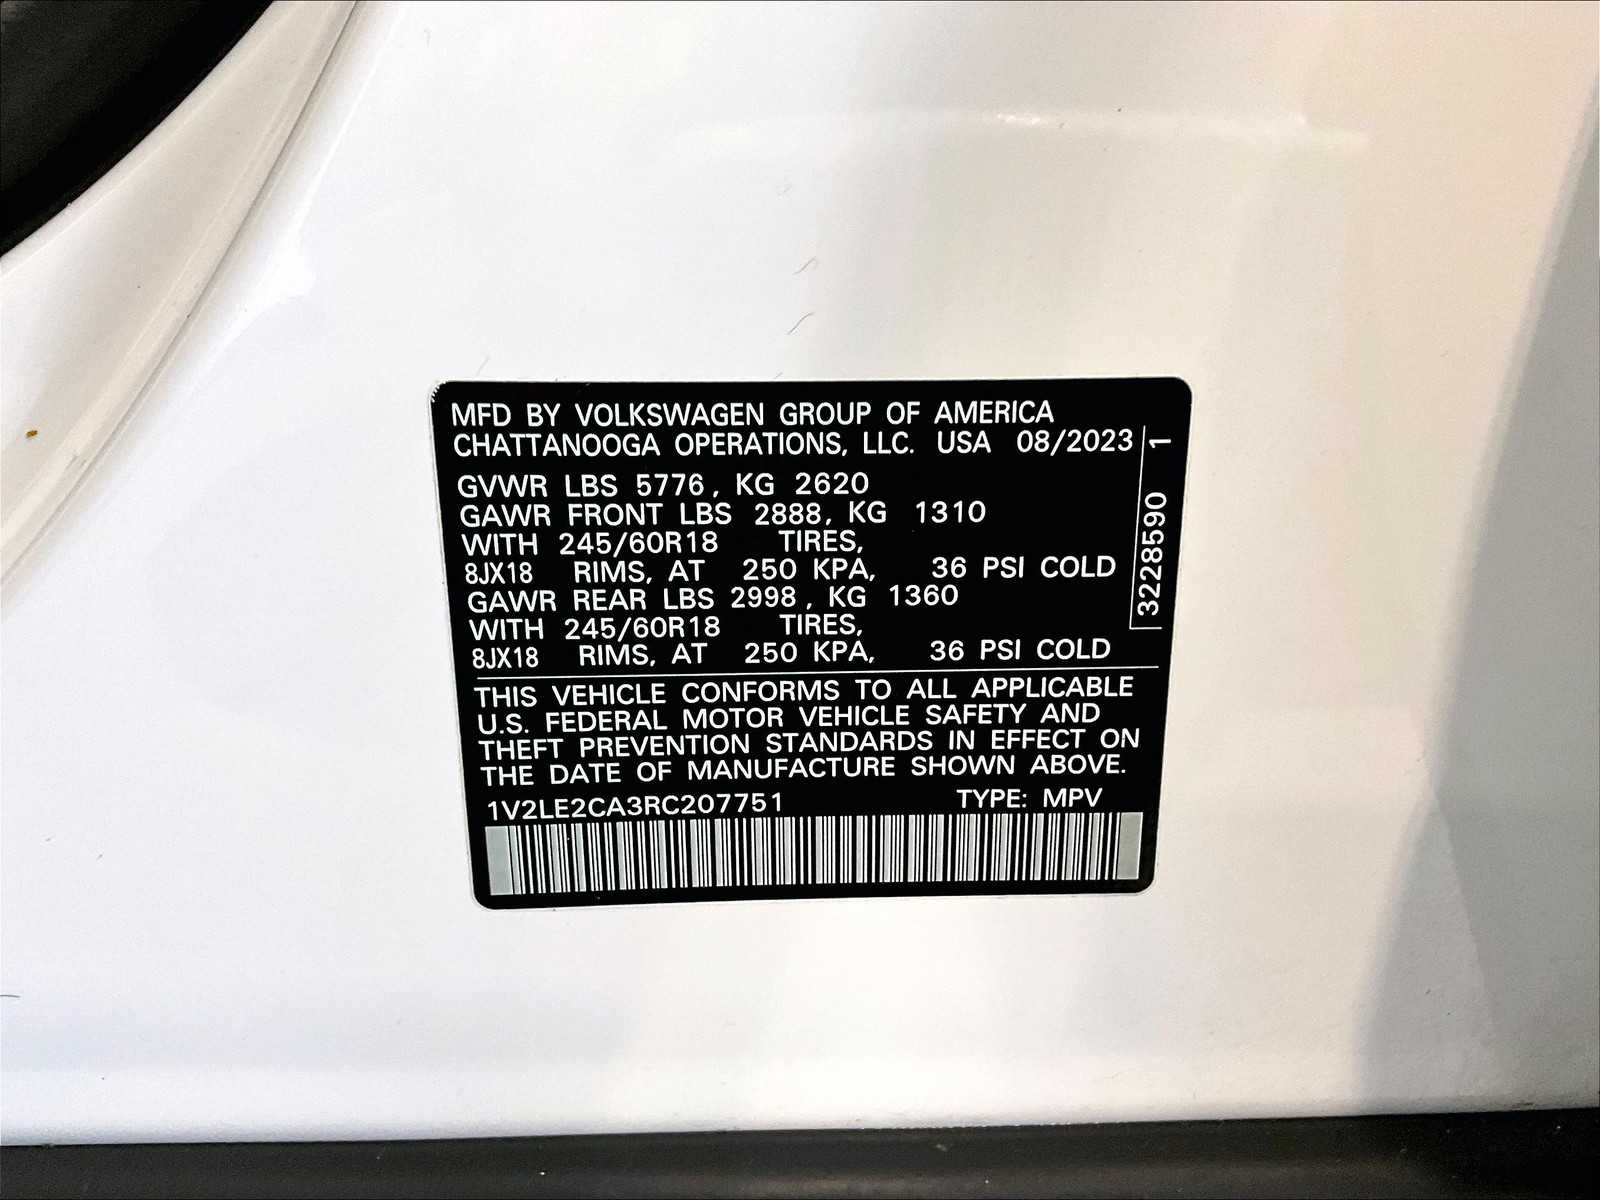 MFD BY VOLKSWAGEN GROUP OF AMERICA
CHATTANOOGA OPERATIONS, LLC. USA 08/2023
GVWR LBS 5776, KG 2620
GAWR FRONT LBS 2888, KG 1310
WITH 245/60R18 TIRES,
8JX18 RIMS, AT 250 KPA, 36 PSI COLD
GAWR REAR LBS 2998, KG 1360
WITH 245/60R18 TIRES,
8JX18 RIMS, AT 250 KPA, 36 PSI COLD
THIS VEHICLE CONFORMS TO ALL APPLICABLE
U.S. FEDERAL MOTOR VEHICLE SAFETY AND
THEFT PREVENTION STANDARDS IN EFFECT ON
THE DATE OF MANUFACTURE SHOWN ABOVE.
1V2LE2CA3RC207751 TYPE: MPV
3228590 1